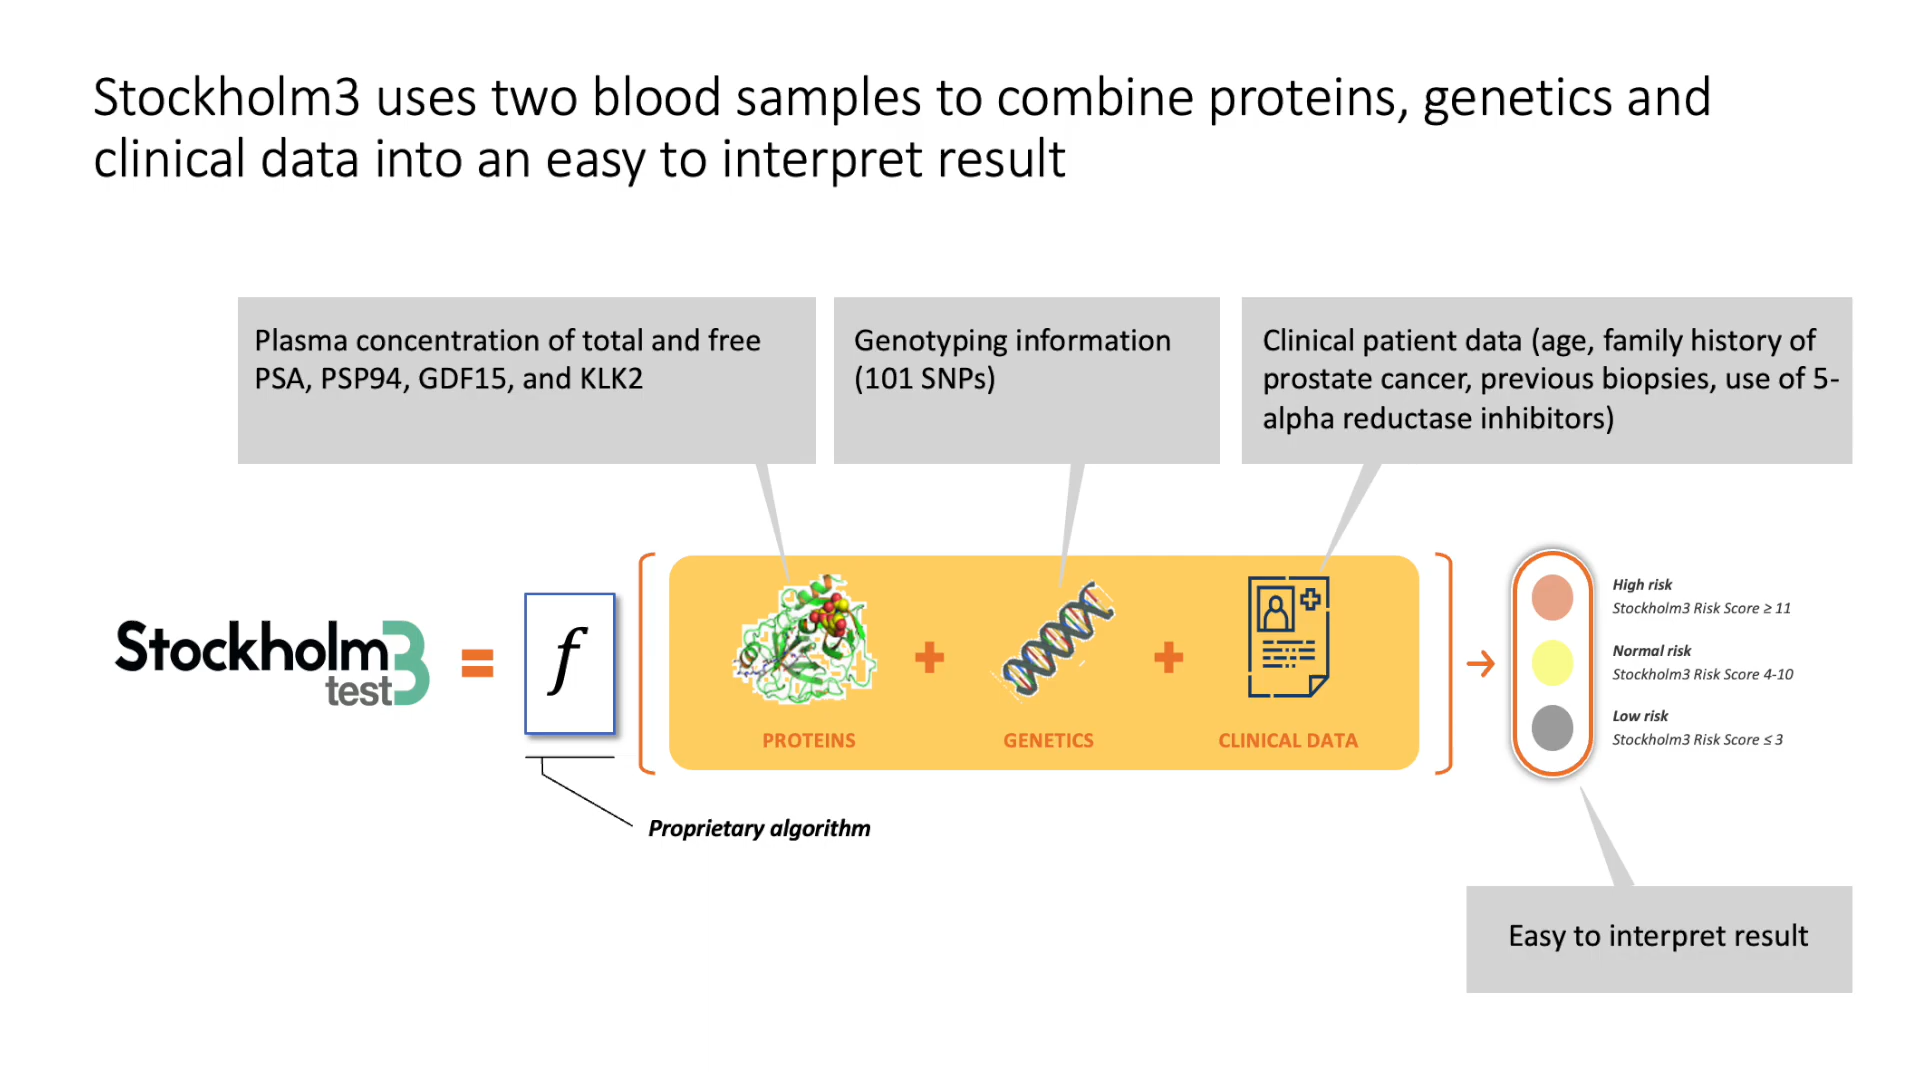 Stockholm3 uses two blood samples to combine proteins, genetics and
clinical data into an easy to interpret result
Plasma concentration of total and free
PSA, PSP94, GDF15, and KLK2
Genotyping information
(101 SNPs)
Clinical patient data (age, family history of
prostate cancer, previous biopsies, use of 5-
alpha reductase inhibitors)
Stockholm3
test
=
f
PROTEINS
+
GENETICS
+
CLINICAL DATA
High risk
Stockholm3 Risk Score ≥ 11
Normal risk
Stockholm3 Risk Score 4-10
Low risk
Stockholm3 Risk Score ≤ 3
Proprietary algorithm
Easy to interpret result